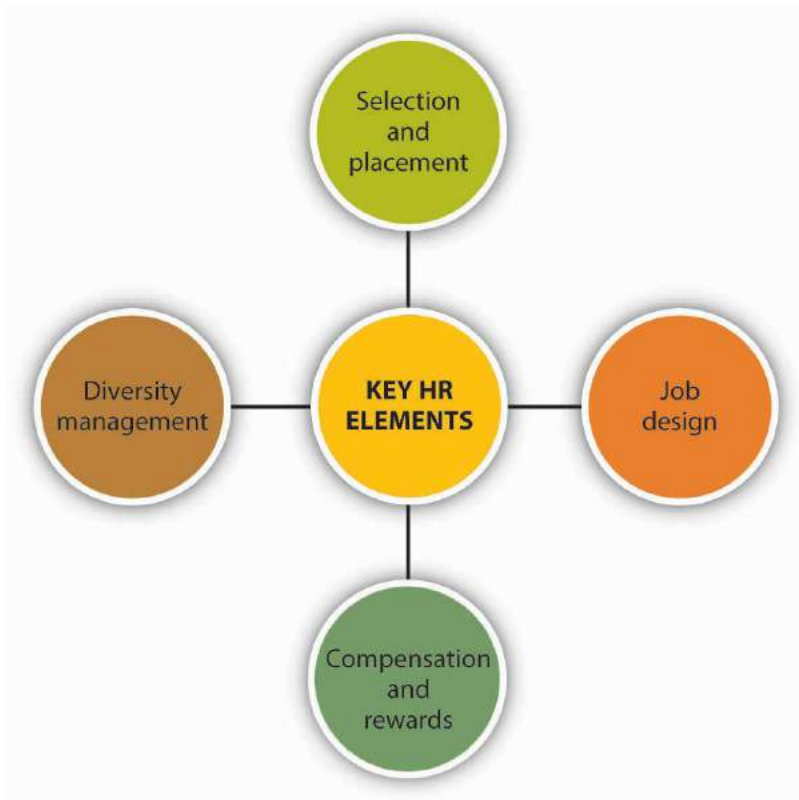 Selection
and
placement
Diversity
management
KEY HR
ELEMENTS
Job
design
Compensation
and
rewards